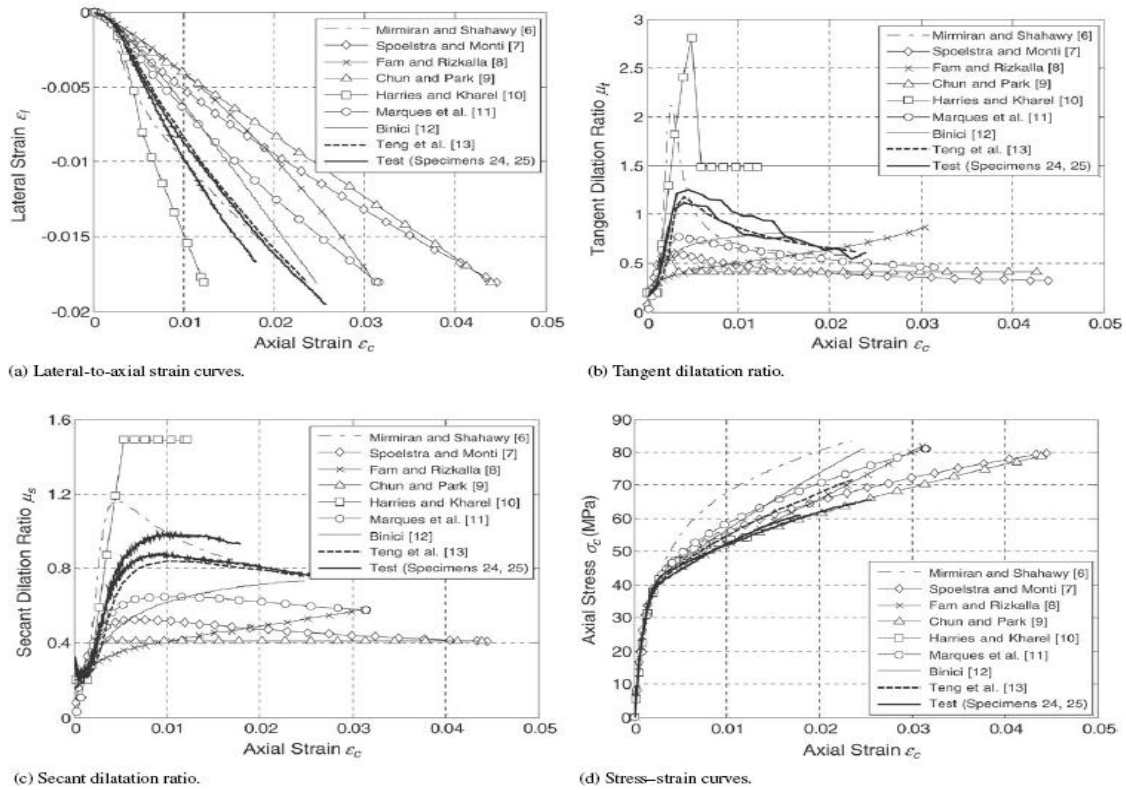 0
-0.005
-0.01
-0.015
-0.02
Lateral Strain εl
0 0.01 0.02 0.03 0.04 0.05
Axial Strain εc
Mirmiran and Shahawy [6]
Spoelstra and Monti [7]
Fam and Rizkalla [8]
Chun and Park [9]
Harries and Kharel [10]
Marques et al. [11]
Binici [12]
Teng et al. [13]
Test (Specimens 24, 25)
(a) Lateral-to-axial strain curves.
3
2.5
2
1.5
1
0.5
0
Tangent Dilation Ratio μt
0 0.01 0.02 0.03 0.04 0.05
Axial Strain εc
Mirmiran and Shahawy [6]
Spoelstra and Monti [7]
Fam and Rizkalla [8]
Chun and Park [9]
Harries and Kharel [10]
Marques et al. [11]
Binici [12]
Teng et al. [13]
Test (Specimens 24, 25)
(b) Tangent dilatation ratio.
1.6
1.2
0.8
0.4
0
Secant Dilation Ratio μs
0 0.01 0.02 0.03 0.04 0.05
Axial Strain εc
Mirmiran and Shahawy [6]
Spoelstra and Monti [7]
Fam and Rizkalla [8]
Chun and Park [9]
Harries and Kharel [10]
Marques et al. [11]
Binici [12]
Teng et al. [13]
Test (Specimens 24, 25)
(c) Secant dilatation ratio.
90
80
70
60
50
40
30
20
10
0
Axial Stress σc (MPa)
0 0.01 0.02 0.03 0.04 0.05
Axial Strain εc
Mirmiran and Shahawy [6]
Spoelstra and Monti [7]
Fam and Rizkalla [8]
Chun and Park [9]
Harries and Kharel [10]
Marques et al. [11]
Binici [12]
Teng et al. [13]
Test (Specimens 24, 25)
(d) Stress–strain curves.